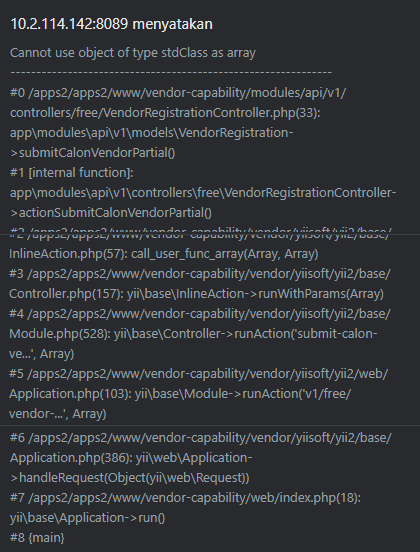 10.2.114.142:8089 menyatakan
Cannot use object of type stdClass as array
----------------------------------------------------------------
#0 /apps2/apps2/www/vendor-capability/modules/api/v1/
controllers/free/VendorRegistrationController.php(33):
app\modules\api\v1\models\VendorRegistration-
>submitCalonVendorPartial()
#1 [internal function]:
app\modules\api\v1\controllers\free\VendorRegistrationController-
>actionSubmitCalonVendorPartial()
#2 /apps2/apps2/www/vendor-capability/vendor/yiisoft/yii2/base/
InlineAction.php(57): call_user_func_array(Array, Array)
#3 /apps2/apps2/www/vendor-capability/vendor/yiisoft/yii2/base/
Controller.php(157): yii\base\InlineAction->runWithParams(Array)
#4 /apps2/apps2/www/vendor-capability/vendor/yiisoft/yii2/base/
Module.php(528): yii\base\Controller->runAction('submit-calon-
ve...', Array)
#5 /apps2/apps2/www/vendor-capability/vendor/yiisoft/yii2/web/
Application.php(103): yii\base\Module->runAction('v1/free/
vendor-...', Array)
#6 /apps2/apps2/www/vendor-capability/vendor/yiisoft/yii2/base/
Application.php(386): yii\web\Application-
>handleRequest(Object(yii\web\Request))
#7 /apps2/apps2/www/vendor-capability/web/index.php(18):
yii\base\Application->run()
#8 {main}